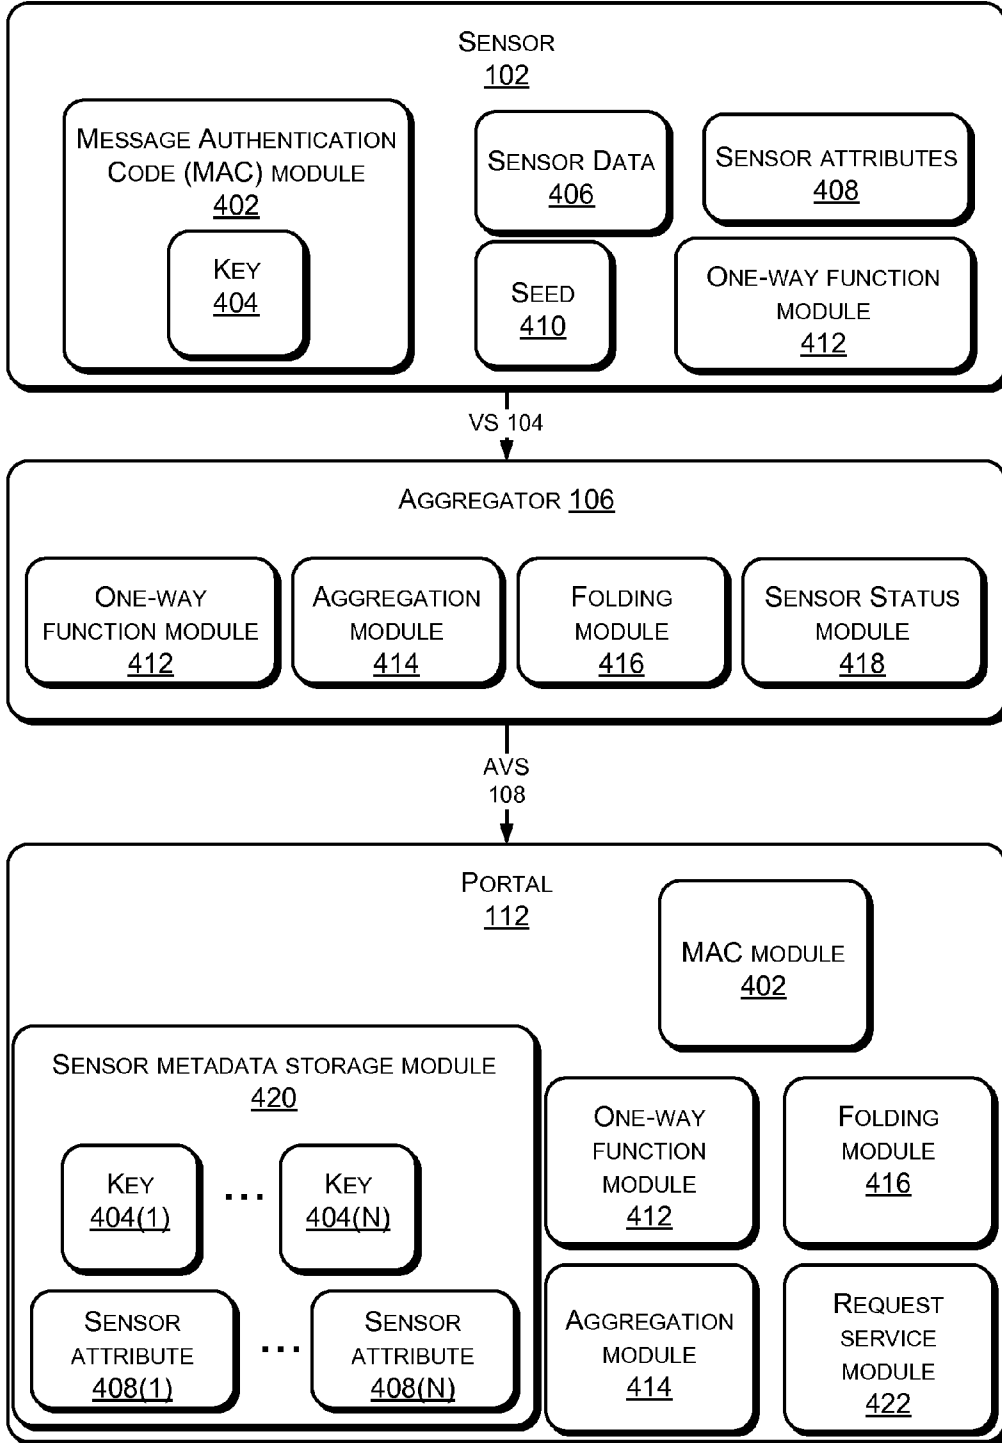 SENSOR
102
MESSAGE AUTHENTICATION
CODE (MAC) MODULE
402
KEY
404
SENSOR DATA
406
SENSOR ATTRIBUTES
408
SEED
410
ONE-WAY FUNCTION
MODULE
412
VS 104
AGGREGATOR 106
ONE-WAY
FUNCTION MODULE
412
AGGREGATION
MODULE
414
FOLDING
MODULE
416
SENSOR STATUS
MODULE
418
AVS
108
PORTAL
112
MAC MODULE
402
SENSOR METADATA STORAGE MODULE
420
KEY
404(1)
...
KEY
404(N)
SENSOR
ATTRIBUTE
408(1)
...
SENSOR
ATTRIBUTE
408(N)
ONE-WAY
FUNCTION
MODULE
412
FOLDING
MODULE
416
AGGREGATION
MODULE
414
REQUEST
SERVICE
MODULE
422